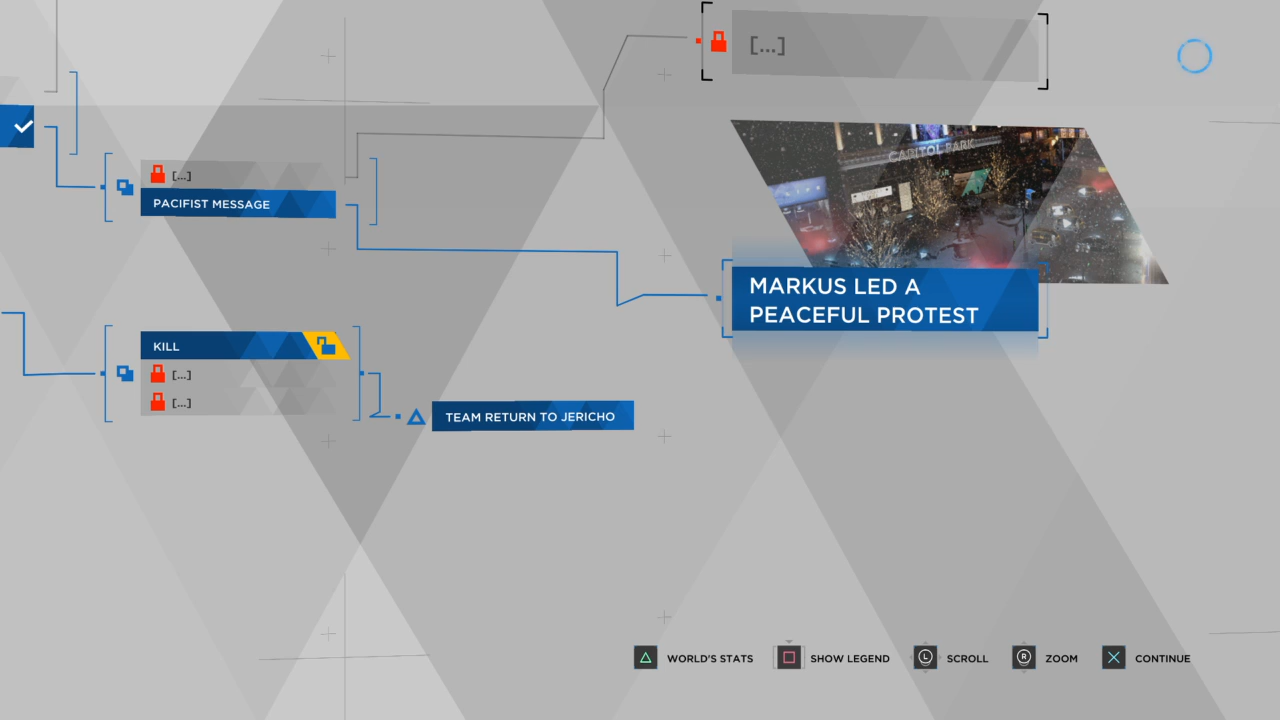 [...]
CAPITOL PARK
[...]
PACIFIST MESSAGE
MARKUS LED A
PEACEFUL PROTEST
KILL
[...]
[...]
TEAM RETURN TO JERICHO
WORLD'S STATS
SHOW LEGEND
L
SCROLL
R
ZOOM
CONTINUE